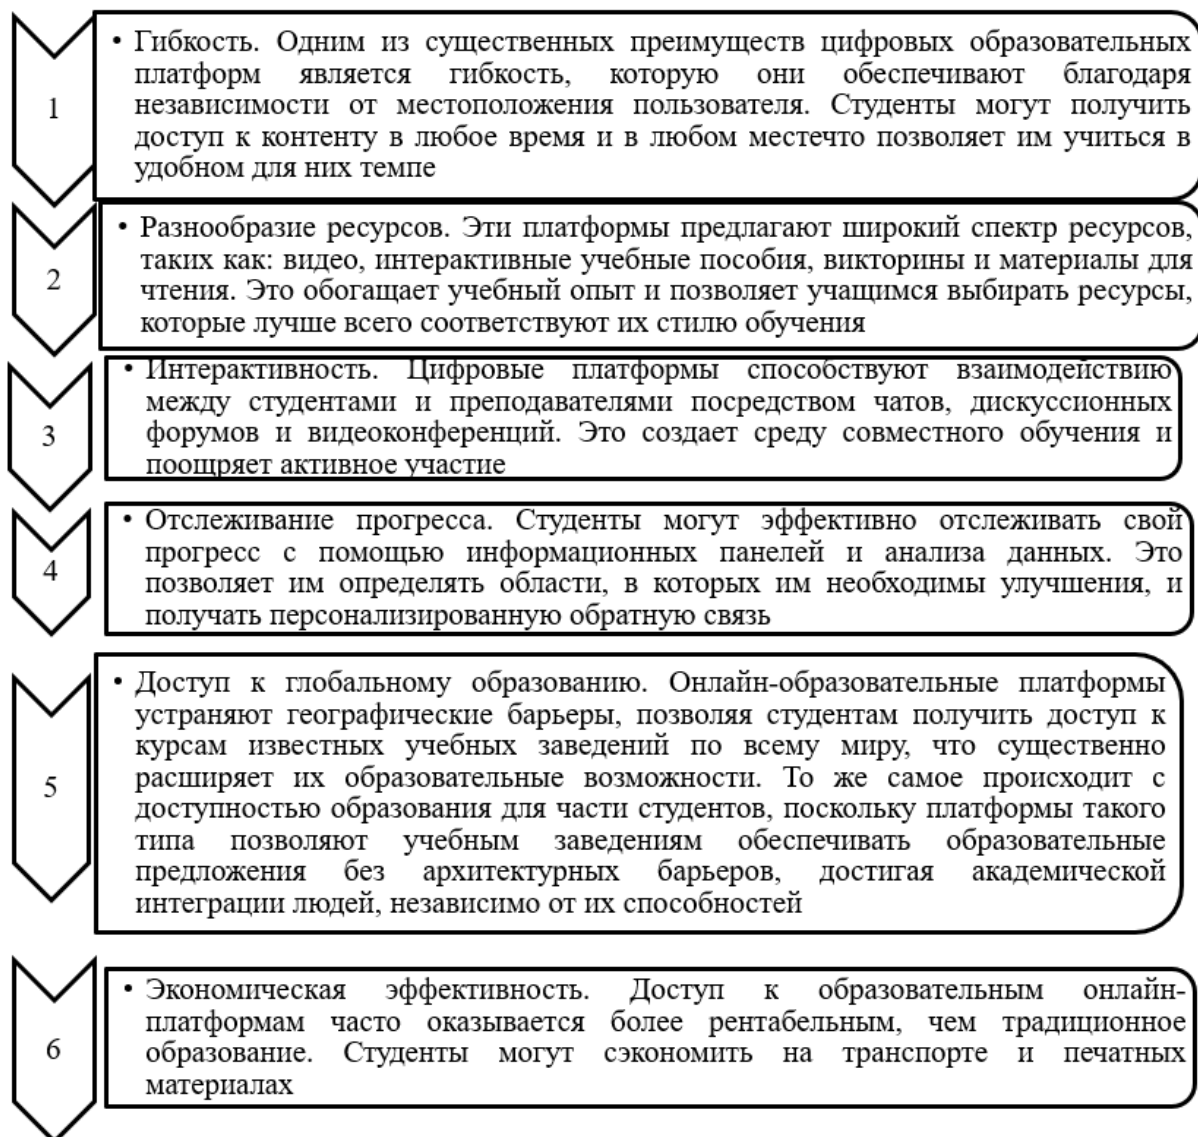 1
• Гибкость. Одним из существенных преимуществ цифровых образовательных
платформ является гибкость, которую они обеспечивают благодаря
независимости от местоположения пользователя. Студенты могут получить
доступ к контенту в любое время и в любом местечто позволяет им учиться в
удобном для них темпе
2
• Разнообразие ресурсов. Эти платформы предлагают широкий спектр ресурсов,
таких как: видео, интерактивные учебные пособия, викторины и материалы для
чтения. Это обогащает учебный опыт и позволяет учащимся выбирать ресурсы,
которые лучше всего соответствуют их стилю обучения
3
• Интерактивность. Цифровые платформы способствуют взаимодействию
между студентами и преподавателями посредством чатов, дискуссионных
форумов и видеоконференций. Это создает среду совместного обучения и
поощряет активное участие
4
• Отслеживание прогресса. Студенты могут эффективно отслеживать свой
прогресс с помощью информационных панелей и анализа данных. Это
позволяет им определять области, в которых им необходимы улучшения, и
получать персонализированную обратную связь
5
• Доступ к глобальному образованию. Онлайн-образовательные платформы
устраняют географические барьеры, позволяя студентам получить доступ к
курсам известных учебных заведений по всему миру, что существенно
расширяет их образовательные возможности. То же самое происходит с
доступностью образования для части студентов, поскольку платформы такого
типа позволяют учебным заведениям обеспечивать образовательные
предложения без архитектурных барьеров, достигая академической
интеграции людей, независимо от их способностей
6
• Экономическая эффективность. Доступ к образовательным онлайн-
платформам часто оказывается более рентабельным, чем традиционное
образование. Студенты могут сэкономить на транспорте и печатных
материалах